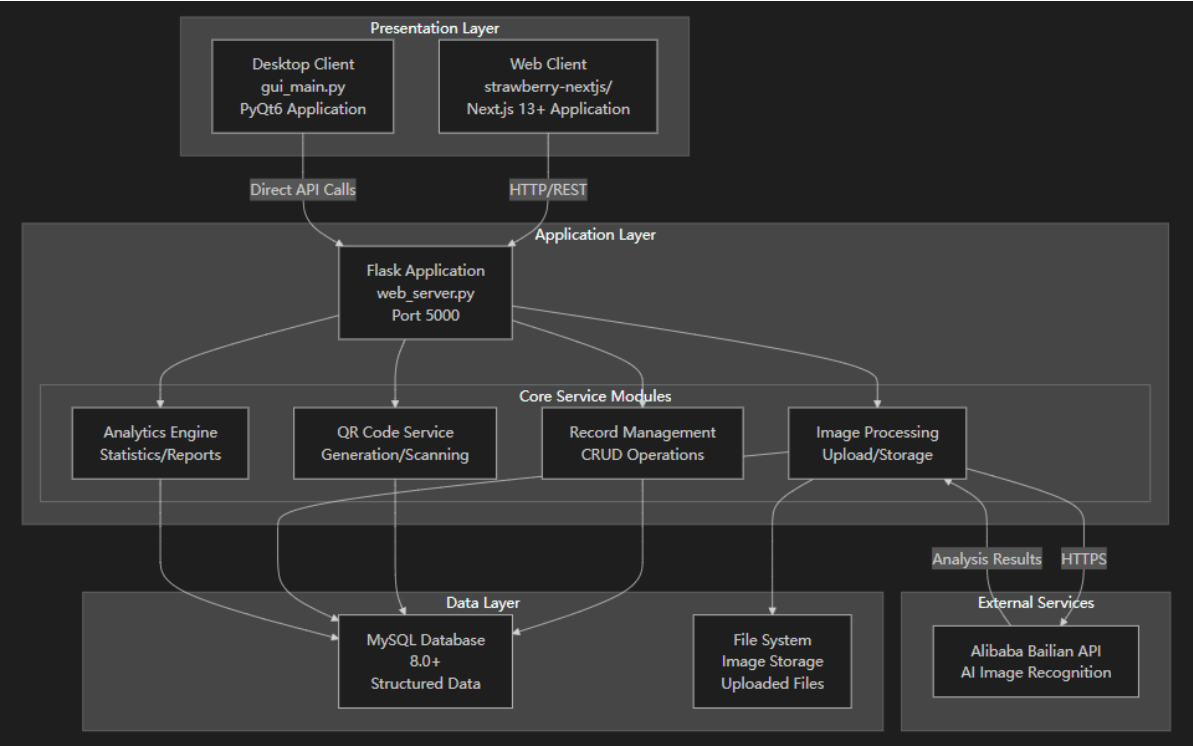 Presentation Layer
Desktop Client
gui_main.py
PyQt6 Application
Web Client
strawberry-nextjs/
Next.js 13+ Application
Direct API Calls
HTTP/REST
Application Layer
Flask Application
web_server.py
Port 5000
Core Service Modules
Analytics Engine
Statistics/Reports
QR Code Service
Generation/Scanning
Record Management
CRUD Operations
Image Processing
Upload/Storage
Analysis Results
HTTPS
Data Layer
MySQL Database
8.0+
Structured Data
File System
Image Storage
Uploaded Files
External Services
Alibaba Bailian API
AI Image Recognition